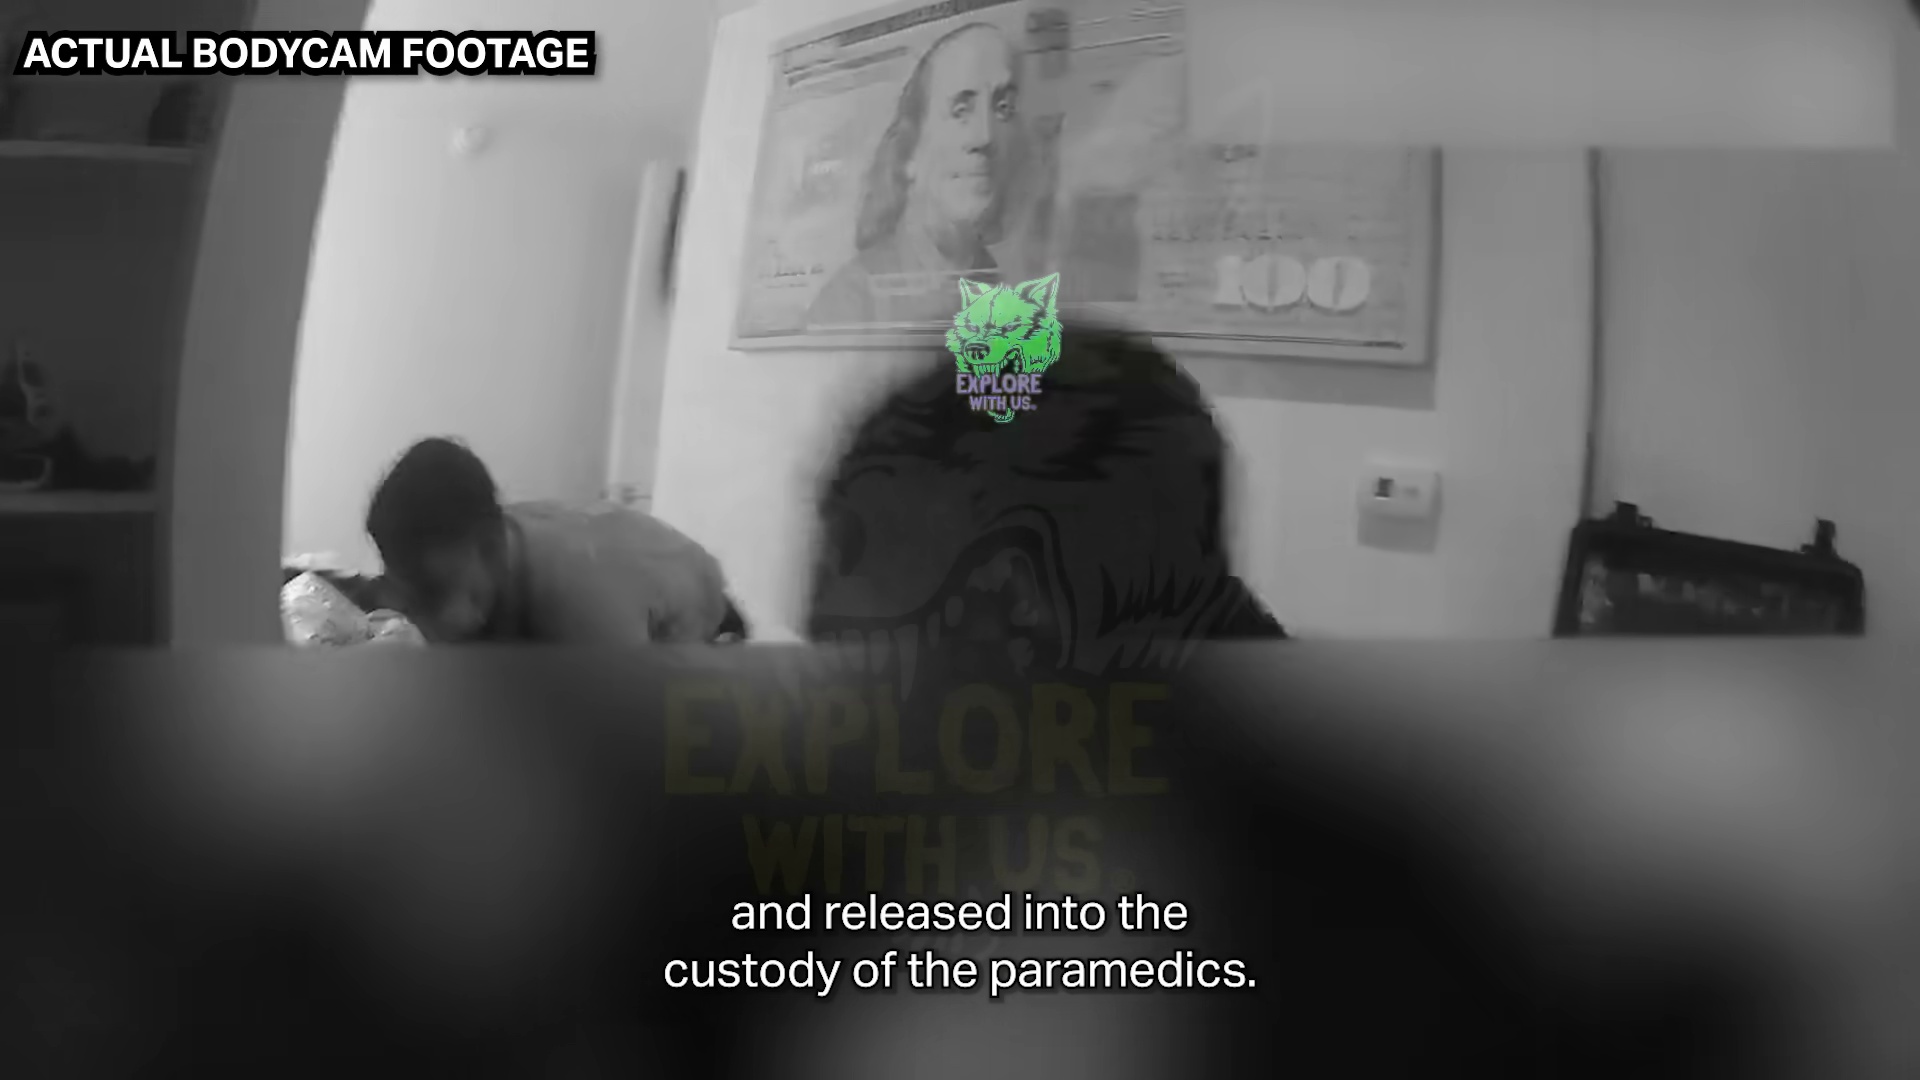 ACTUAL BODYCAM FOOTAGE
100
EXPLORE
WITH US.
EXPLORE
WITH US.
and released into the
custody of the paramedics.